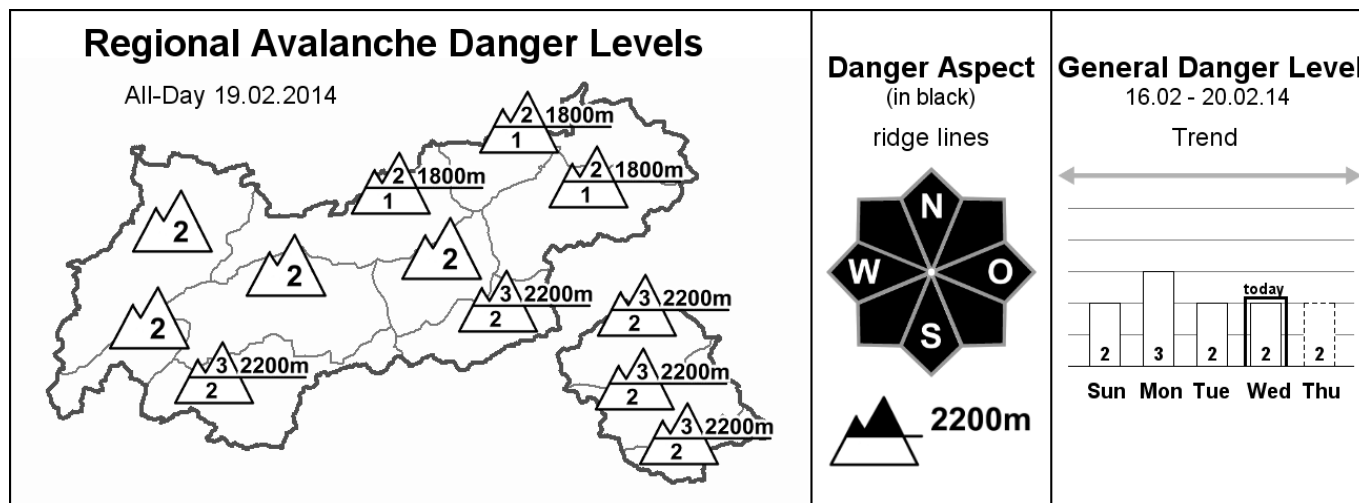 Regional Avalanche Danger Levels
All-Day 19.02.2014
2 1800m
1
2 1800m
1
2 1800m
1
2
2
2
3 2200m
2
3 2200m
2
2
3 2200m
2
3 2200m
2
3 2200m
2
Danger Aspect
(in black)
ridge lines
N
W O
S
2200m
General Danger Level
16.02 - 20.02.14
Trend
today
2 3 2 2 2
Sun Mon Tue Wed Thu